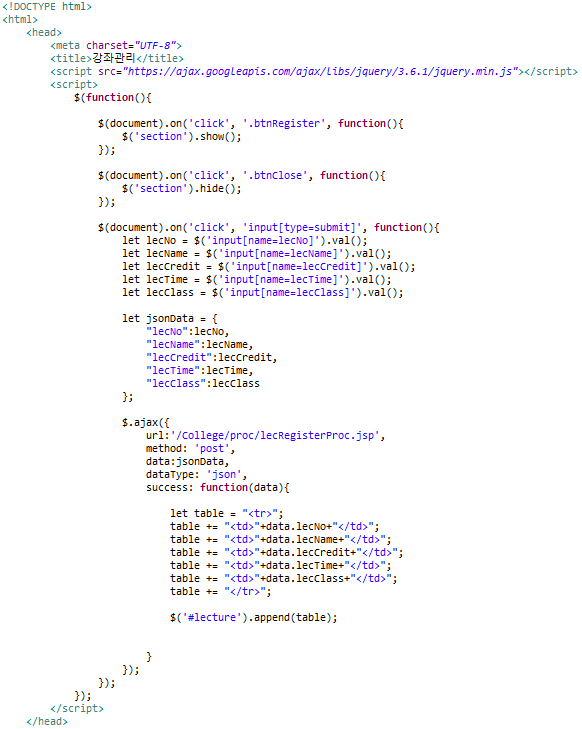 <!DOCTYPE html>
<html>
    <head>
        <meta charset="UTF-8">
        <title>강좌관리</title>
        <script src="https://ajax.googleapis.com/ajax/libs/jquery/3.6.1/jquery.min.js"></script>
        <script>
            $(function(){

                $(document).on('click', '.btnRegister', function(){
                    $('section').show();
                });

                $(document).on('click', '.btnClose', function(){
                    $('section').hide();
                });

                $(document).on('click', 'input[type=submit]', function(){
                    let lecNo = $('input[name=lecNo]').val();
                    let lecName = $('input[name=lecName]').val();
                    let lecCredit = $('input[name=lecCredit]').val();
                    let lecTime = $('input[name=lecTime]').val();
                    let lecClass = $('input[name=lecClass]').val();

                    let jsonData = {
                        "lecNo":lecNo,
                        "lecName":lecName,
                        "lecCredit":lecCredit,
                        "lecTime":lecTime,
                        "lecClass":lecClass
                    };

                    $.ajax({
                        url:'/College/proc/lecRegisterProc.jsp',
                        method: 'post',
                        data:jsonData,
                        dataType: 'json',
                        success: function(data){

                            let table = "<tr>";
                            table += "<td>"+data.lecNo+"</td>";
                            table += "<td>"+data.lecName+"</td>";
                            table += "<td>"+data.lecCredit+"</td>";
                            table += "<td>"+data.lecTime+"</td>";
                            table += "<td>"+data.lecClass+"</td>";
                            table += "</tr>";

                            $('#lecture').append(table);


                        }
                    });
                });
            });
        </script>
    </head>